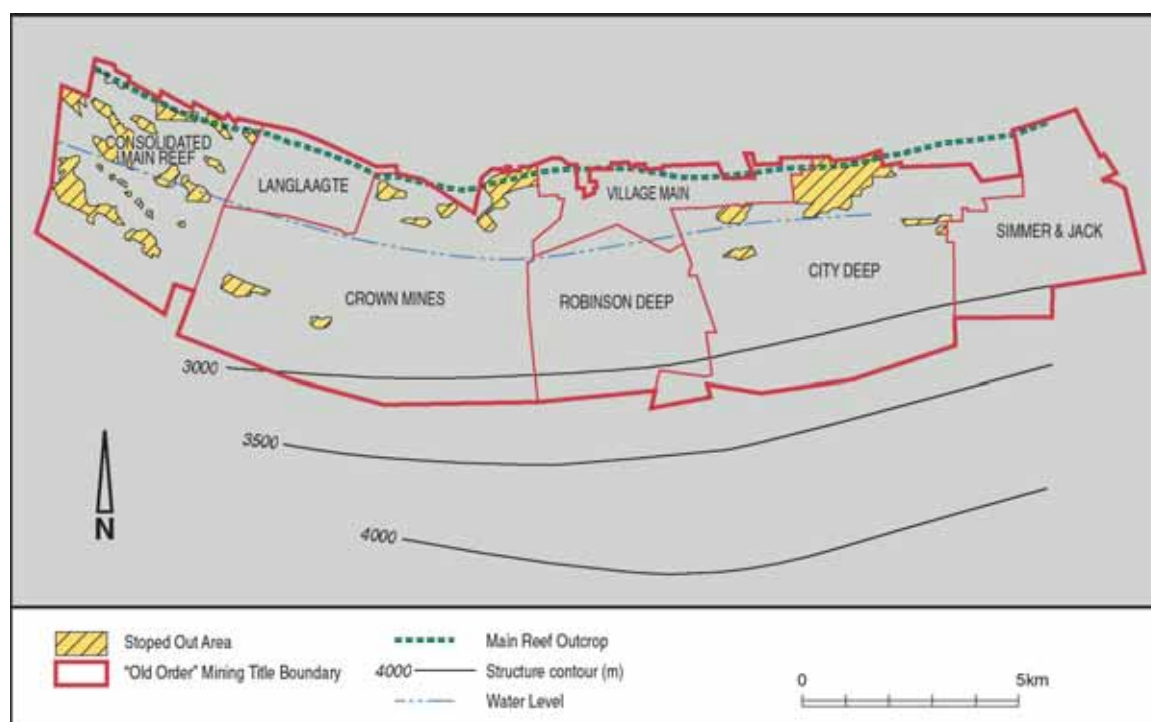 CONSOLIDATED
MAIN REEF
LANGLAAGTE
VILLAGE MAIN
SIMMER & JACK
CITY DEEP
CROWN MINES
ROBINSON DEEP
3000
3500
4000
N
Stoped Out Area
"Old Order" Mining Title Boundary
Main Reef Outcrop
4000
Structure contour (m)
Water Level
0
5km